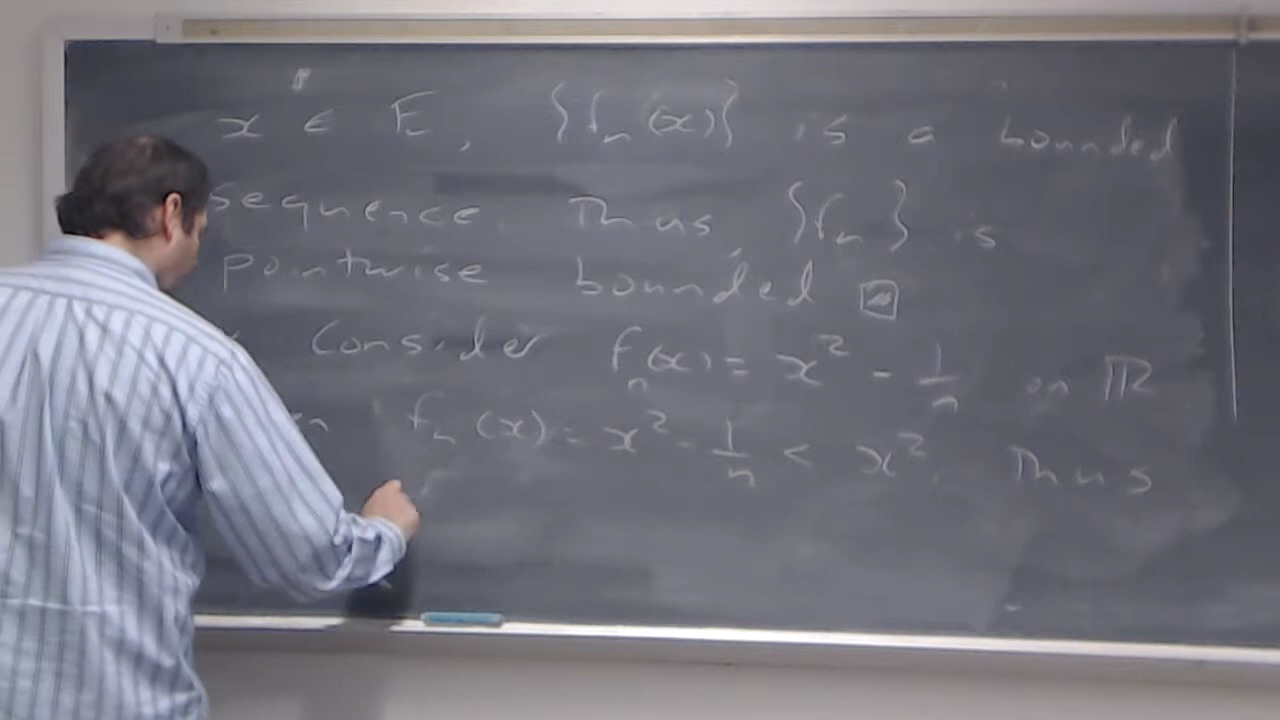 x ∈ E, {fₙ(x)} is a bounded
sequence. Thus, {fₙ} is
pointwise bounded
Consider fₙ(x) = x² - 1/n on ℝ
fₙ(x) = x² - 1/n < x². Thus